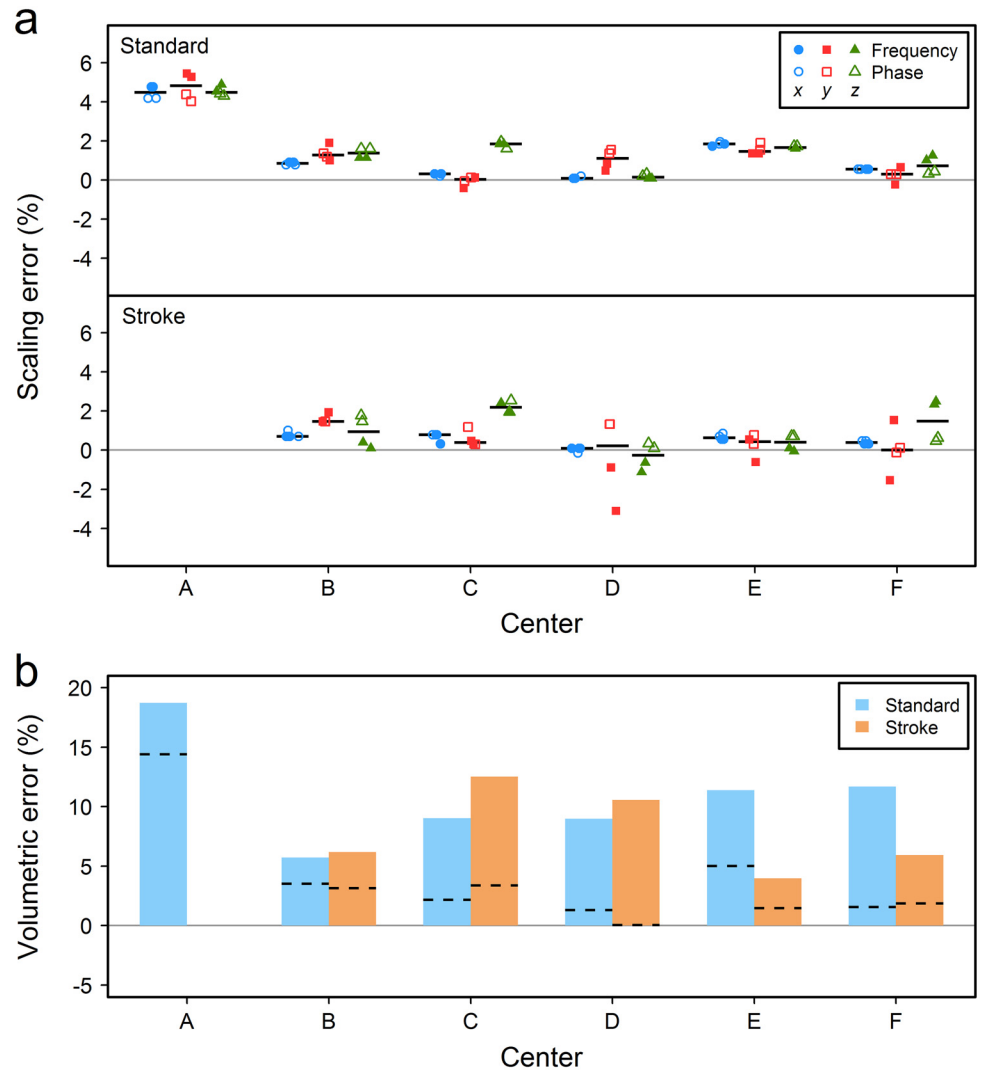 a
Standard
Frequency
Phase
x y z
6
4
2
0
-2
-4
Stroke
6
4
2
0
-2
-4
Scaling error (%)
A B C D E F
Center
b
Standard
Stroke
20
15
10
5
0
-5
Volumetric error (%)
A B C D E F
Center